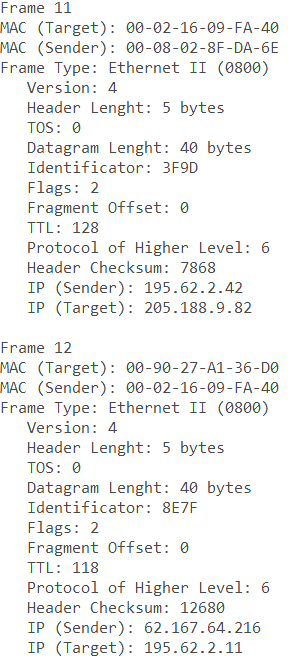 Frame 11
MAC (Target): 00-02-16-09-FA-40
MAC (Sender): 00-08-02-8F-DA-6E
Frame Type: Ethernet II (0800)
Version: 4
Header Lenght: 5 bytes
TOS: 0
Datagram Lenght: 40 bytes
Identificator: 3F9D
Flags: 2
Fragment Offset: 0
TTL: 128
Protocol of Higher Level: 6
Header Checksum: 7868
IP (Sender): 195.62.2.42
IP (Target): 205.188.9.82
Frame 12
MAC (Target): 00-90-27-A1-36-D0
MAC (Sender): 00-02-16-09-FA-40
Frame Type: Ethernet II (0800)
Version: 4
Header Lenght: 5 bytes
TOS: 0
Datagram Lenght: 40 bytes
Identificator: 8E7F
Flags: 2
Fragment Offset: 0
TTL: 118
Protocol of Higher Level: 6
Header Checksum: 12680
IP (Sender): 62.167.64.216
IP (Target): 195.62.2.11